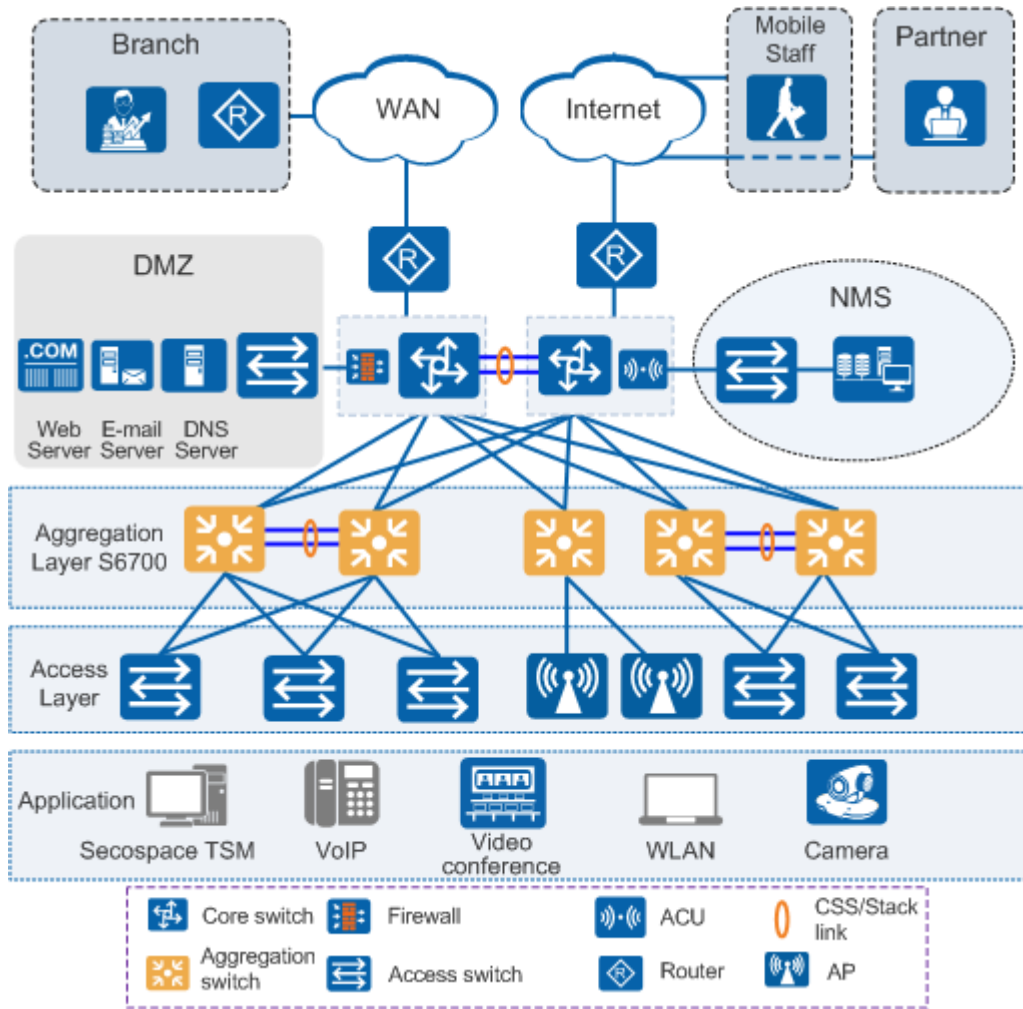 Branch
WAN
Internet
Mobile
Staff
Partner
R
R
R
DMZ
NMS
.COM
Web
Server
E-mail
Server
DNS
Server
Aggregation
Layer S6700
Access
Layer
Application
Secospace TSM
VoIP
Video
conference
WLAN
Camera
Core switch
Firewall
ACU
CSS/Stack
link
Aggregation
switch
Access switch
R
Router
AP